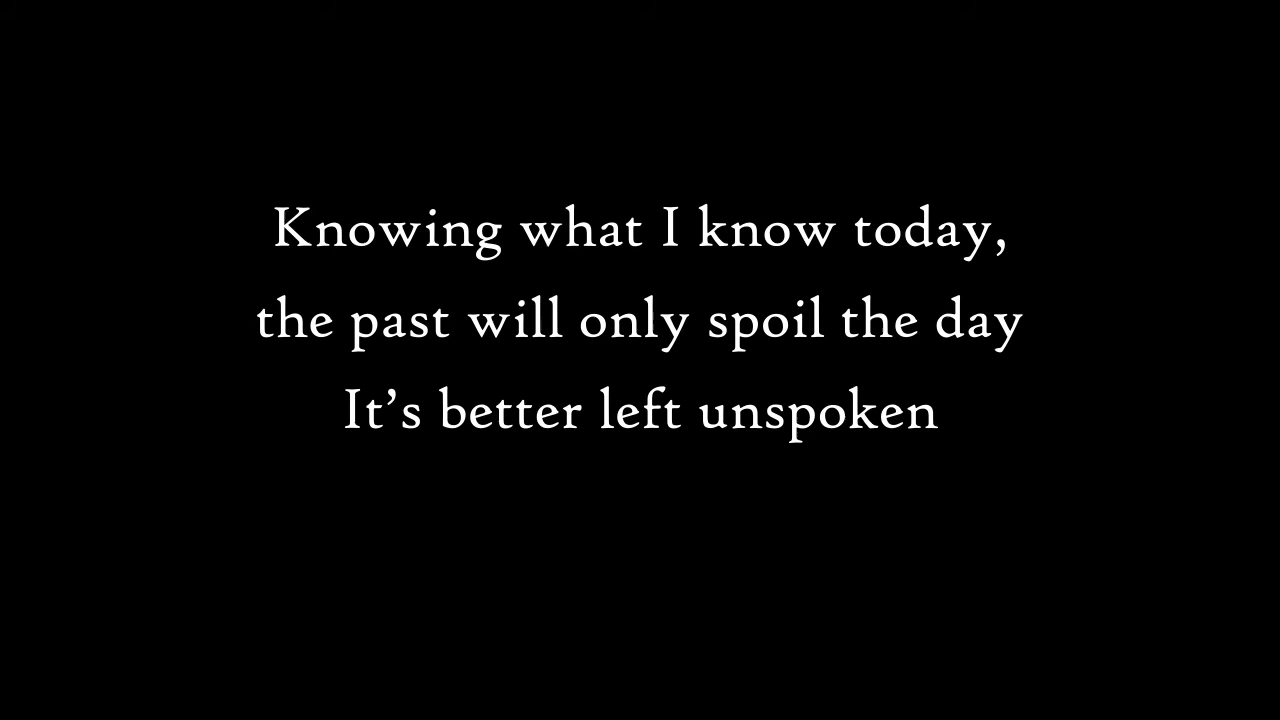 Knowing what I know today,
the past will only spoil the day
It’s better left unspoken